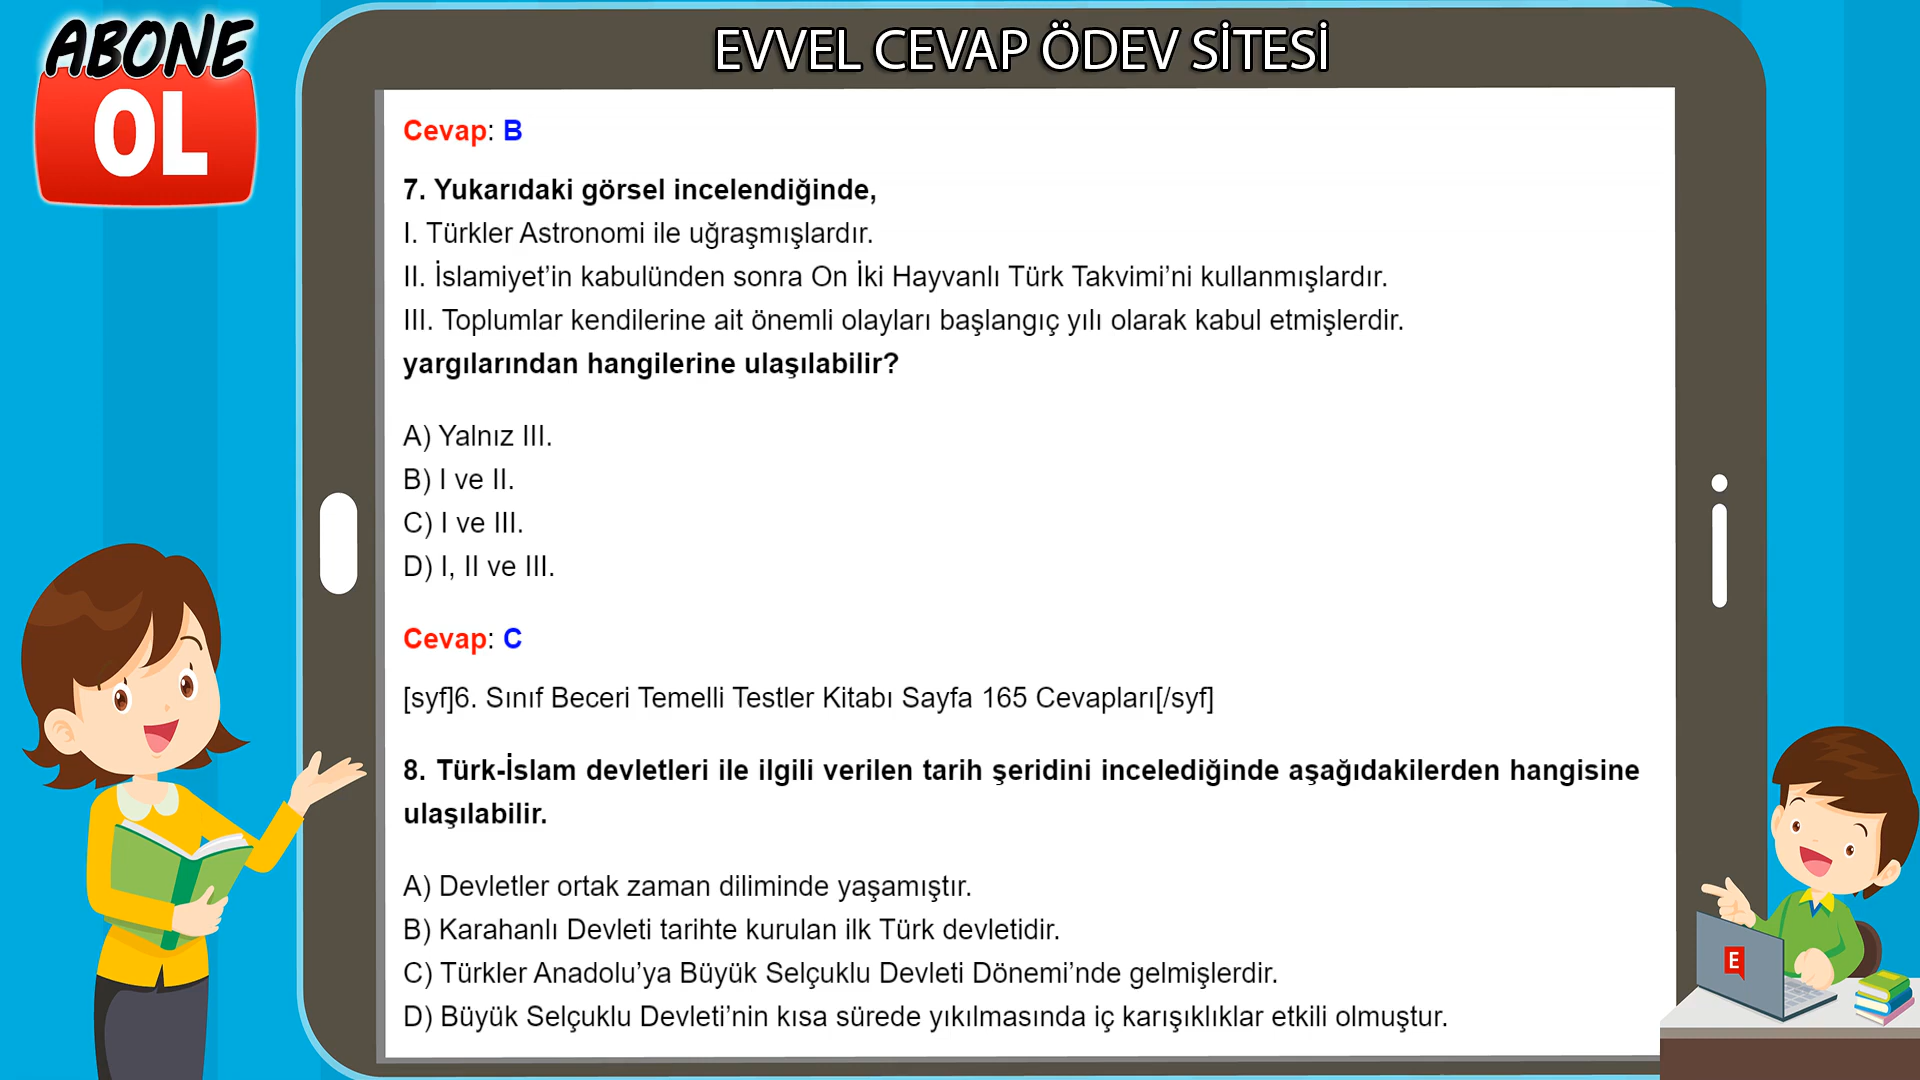 ABONE
OL
EVVEL CEVAP ÖDEV SİTESİ
Cevap: B
7. Yukarıdaki görsel incelendiğinde,
I. Türkler Astronomi ile uğraşmışlardır.
II. İslamiyet’in kabulünden sonra On İki Hayvanlı Türk Takvimi’ni kullanmışlardır.
III. Toplumlar kendilerine ait önemli olayları başlangıç yılı olarak kabul etmişlerdir.
yargılarından hangilerine ulaşılabilir?
A) Yalnız III.
B) I ve II.
C) I ve III.
D) I, II ve III.
Cevap: C
[syf]6. Sınıf Beceri Temelli Testler Kitabı Sayfa 165 Cevapları[/syf]
8. Türk-İslam devletleri ile ilgili verilen tarih şeridini incelediğinde aşağıdakilerden hangisine
ulaşılabilir.
A) Devletler ortak zaman diliminde yaşamıştır.
B) Karahanlı Devleti tarihte kurulan ilk Türk devletidir.
C) Türkler Anadolu’ya Büyük Selçuklu Devleti Dönemi’nde gelmişlerdir.
D) Büyük Selçuklu Devleti’nin kısa sürede yıkılmasında iç karışıklıklar etkili olmuştur.
E